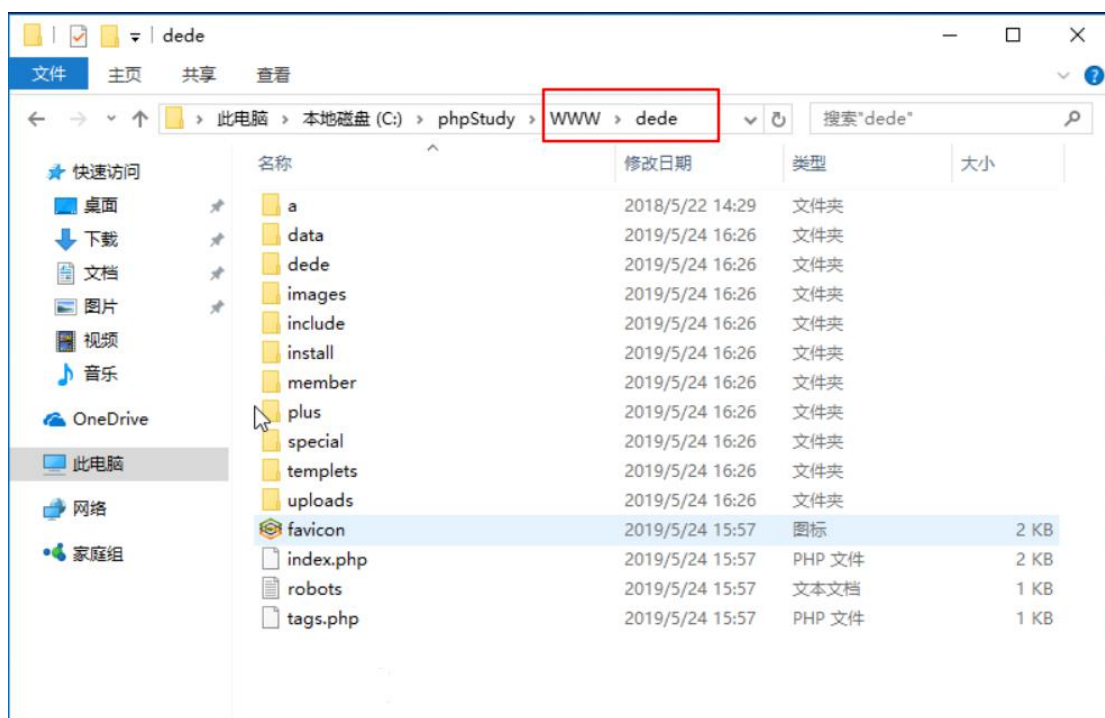 dede
文件 主页 共享 查看
此电脑 › 本地磁盘 (C:) › phpStudy › WWW › dede 搜索"dede"
名称 修改日期 类型 大小
快速访问
桌面
下载
文档
图片
视频
音乐
OneDrive
此电脑
网络
家庭组
a 2018/5/22 14:29 文件夹
data 2019/5/24 16:26 文件夹
dede 2019/5/24 16:26 文件夹
images 2019/5/24 16:26 文件夹
include 2019/5/24 16:26 文件夹
install 2019/5/24 16:26 文件夹
member 2019/5/24 16:26 文件夹
plus 2019/5/24 16:26 文件夹
special 2019/5/24 16:26 文件夹
templets 2019/5/24 16:26 文件夹
uploads 2019/5/24 16:26 文件夹
favicon 2019/5/24 15:57 图标 2 KB
index.php 2019/5/24 15:57 PHP 文件 2 KB
robots 2019/5/24 15:57 文本文档 1 KB
tags.php 2019/5/24 15:57 PHP 文件 1 KB